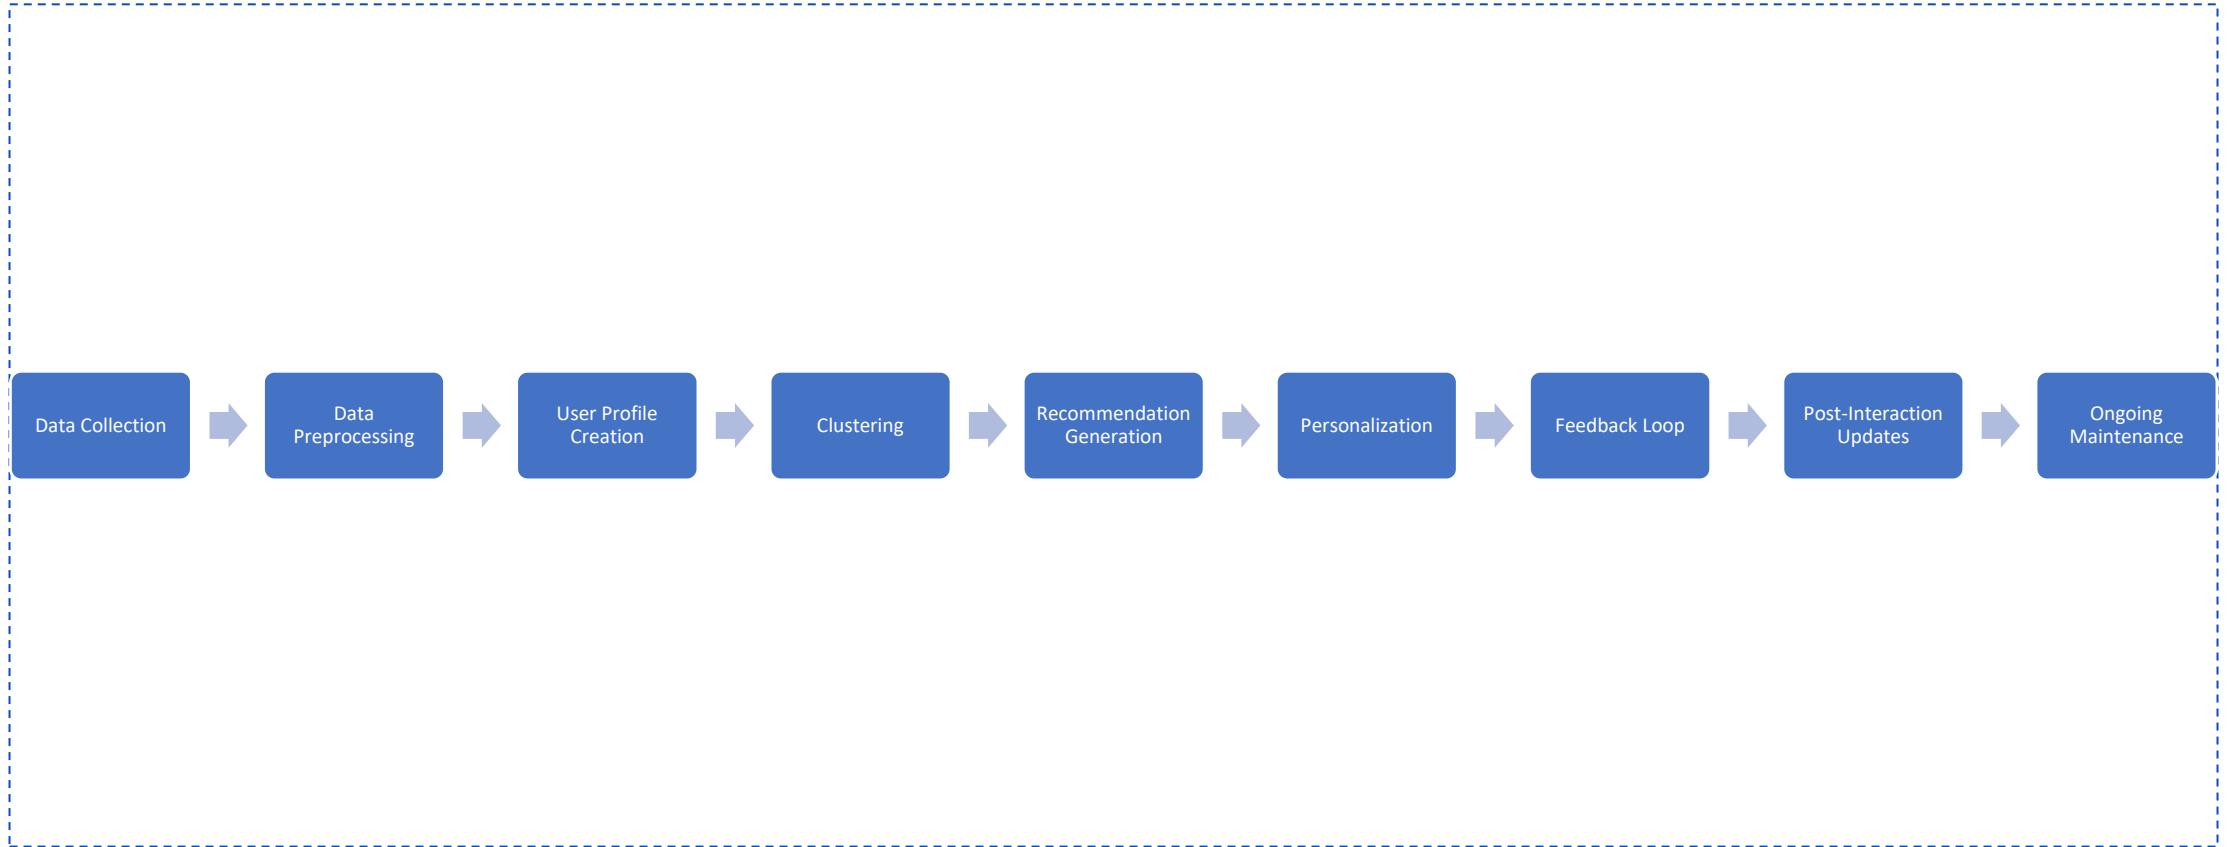 Data Collection
Data
Preprocessing
User Profile
Creation
Clustering
Recommendation
Generation
Personalization
Feedback Loop
Post-Interaction
Updates
Ongoing
Maintenance